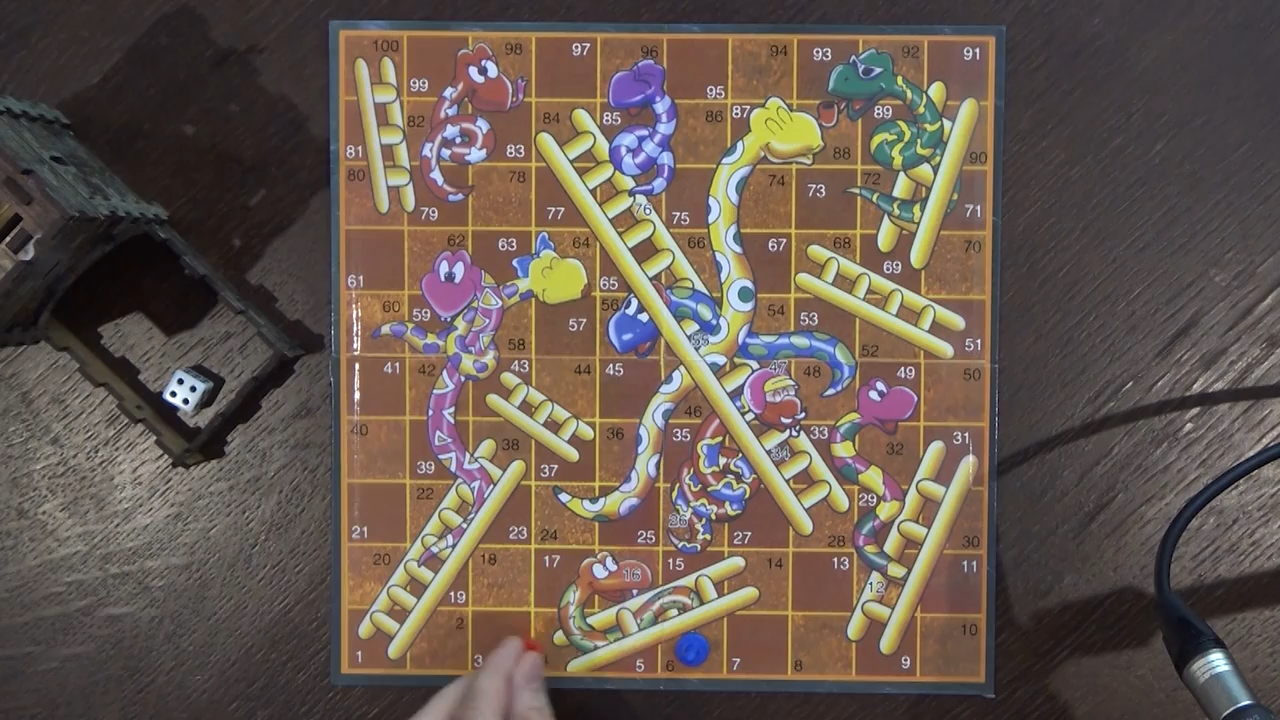 100 99 98 97 96 95 94 93 92 91
81 82 83 84 85 86 87 88 89 90
80 79 78 77 76 75 74 73 72 71
61 62 63 64 65 66 67 68 69 70
60 59 58 57 56 55 54 53 52 51
41 42 43 44 45 46 47 48 49 50
40 39 38 37 36 35 34 33 32 31
21 22 23 24 25 26 27 28 29 30
20 19 18 17 16 15 14 13 12 11
1 2 3 5 6 7 8 9 10